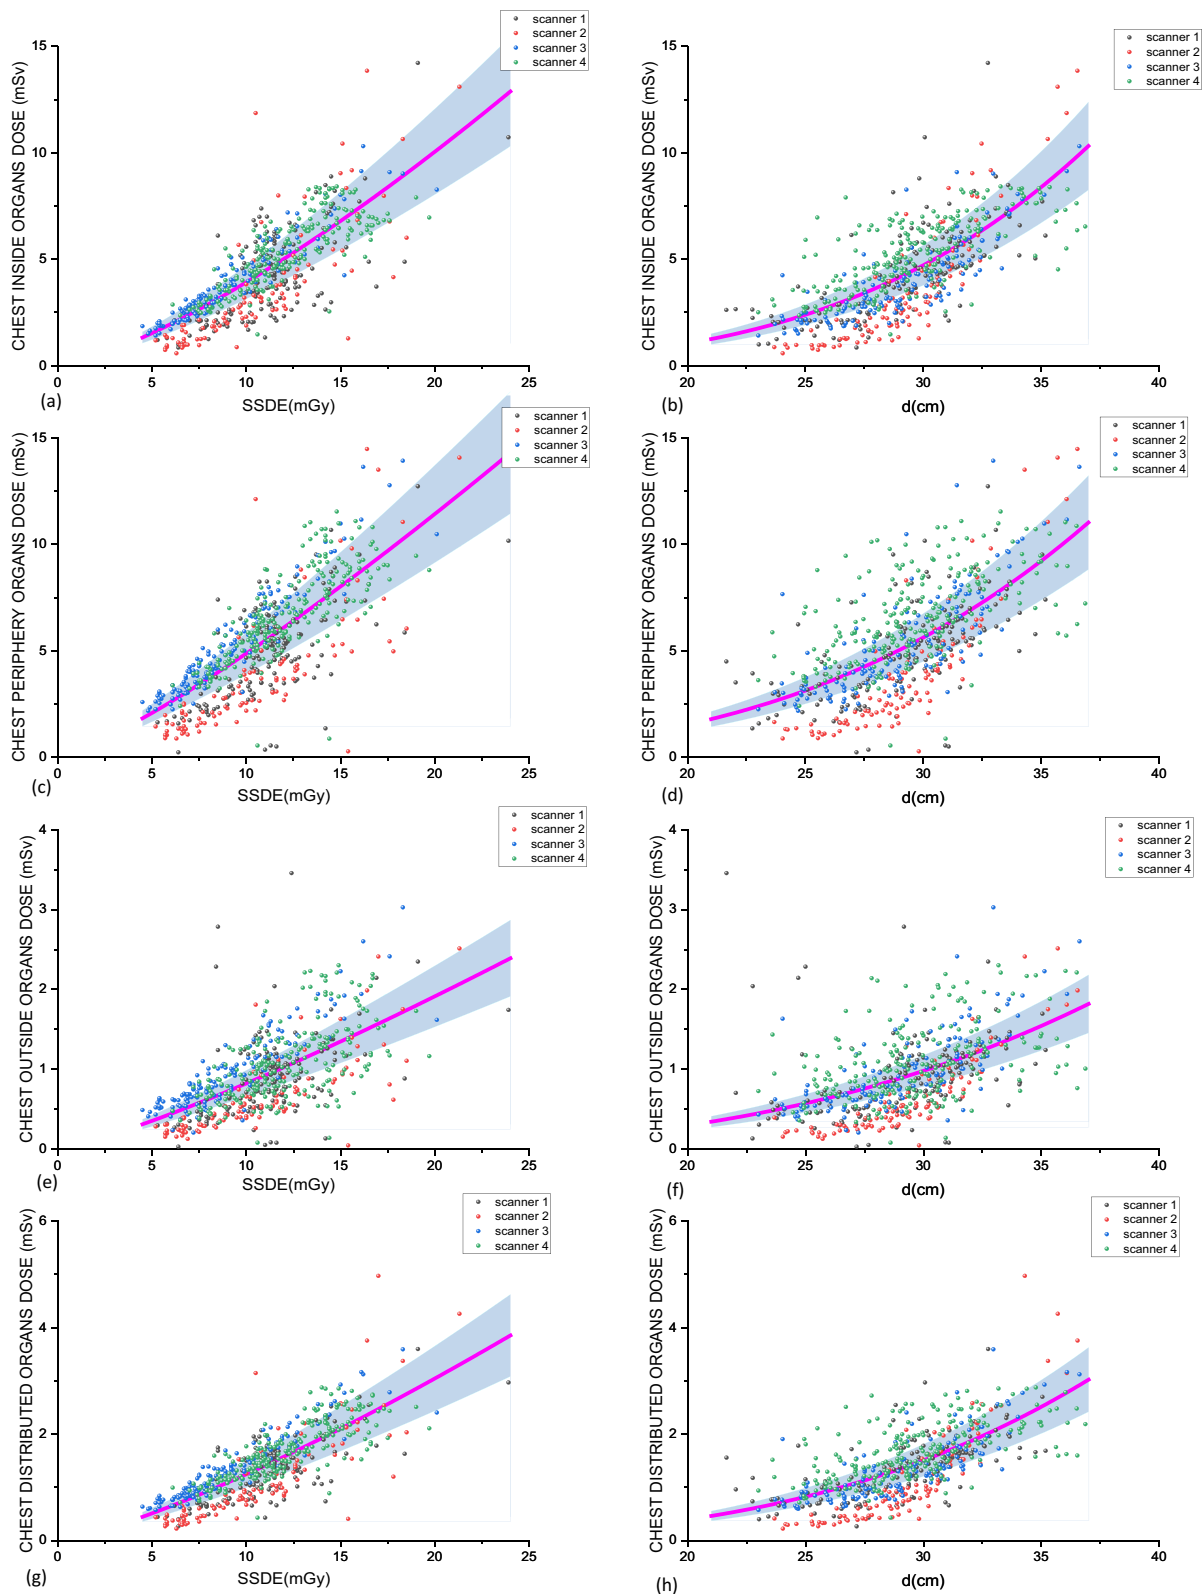 scanner 1
scanner 2
scanner 3
scanner 4
CHEST INSIDE ORGANS DOSE (mSv)
15
10
5
0
0 5 10 15 20 25
SSDE(mGy)
(a)
scanner 1
scanner 2
scanner 3
scanner 4
CHEST INSIDE ORGANS DOSE (mSv)
15
10
5
0
20 25 30 35 40
d(cm)
(b)
scanner 1
scanner 2
scanner 3
scanner 4
CHEST PERIPHERY ORGANS DOSE (mSv)
15
10
5
0
0 5 10 15 20 25
SSDE(mGy)
(c)
scanner 1
scanner 2
scanner 3
scanner 4
CHEST PERIPHERY ORGANS DOSE (mSv)
15
10
5
0
20 25 30 35 40
d(cm)
(d)
scanner 1
scanner 2
scanner 3
scanner 4
CHEST OUTSIDE ORGANS DOSE (mSv)
4
3
2
1
0
0 5 10 15 20 25
SSDE(mGy)
(e)
scanner 1
scanner 2
scanner 3
scanner 4
CHEST OUTSIDE ORGANS DOSE (mSv)
4
3
2
1
0
20 25 30 35 40
d(cm)
(f)
scanner 1
scanner 2
scanner 3
scanner 4
CHEST DISTRIBUTED ORGANS DOSE (mSv)
6
4
2
0
0 5 10 15 20 25
SSDE(mGy)
(g)
scanner 1
scanner 2
scanner 3
scanner 4
CHEST DISTRIBUTED ORGANS DOSE (mSv)
6
4
2
0
20 25 30 35 40
d(cm)
(h)